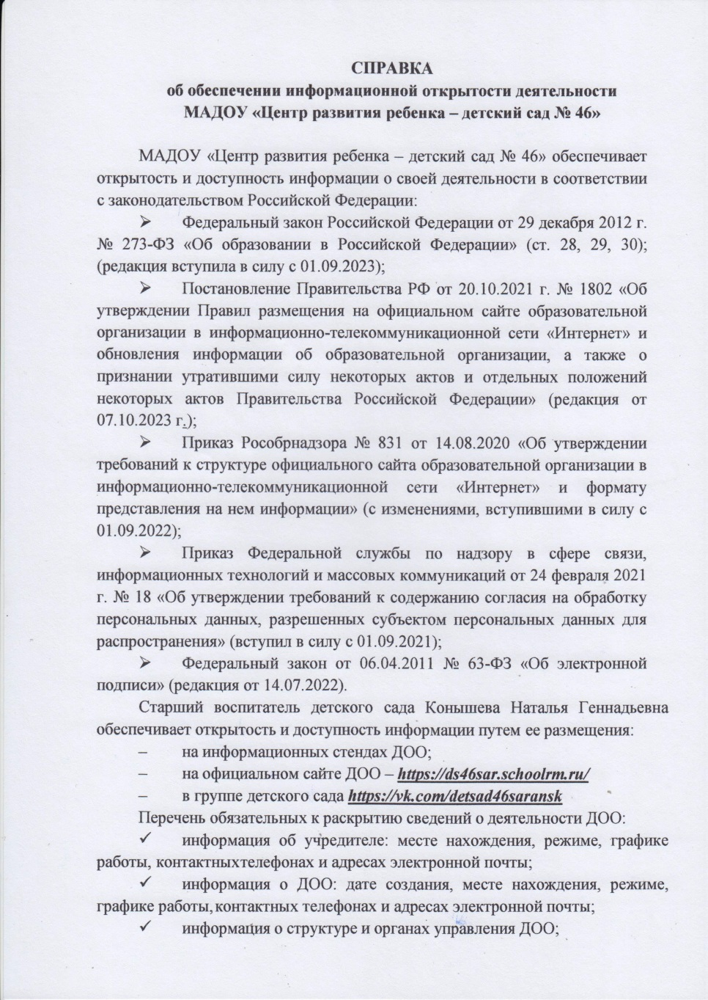 СПРАВКА
об обеспечении информационной открытости деятельности
МАДОУ «Центр развития ребенка – детский сад № 46»
МАДОУ «Центр развития ребенка – детский сад № 46» обеспечивает
открытость и доступность информации о своей деятельности в соответствии
с законодательством Российской Федерации:
➢ Федеральный закон Российской Федерации от 29 декабря 2012 г.
№ 273-ФЗ «Об образовании в Российской Федерации» (ст. 28, 29, 30);
(редакция вступила в силу с 01.09.2023);
➢ Постановление Правительства РФ от 20.10.2021 г. № 1802 «Об
утверждении Правил размещения на официальном сайте образовательной
организации в информационно-телекоммуникационной сети «Интернет» и
обновления информации об образовательной организации, а также о
признании утратившими силу некоторых актов и отдельных положений
некоторых актов Правительства Российской Федерации» (редакция от
07.10.2023 г.);
➢ Приказ Рособрнадзора № 831 от 14.08.2020 «Об утверждении
требований к структуре официального сайта образовательной организации в
информационно-телекоммуникационной сети «Интернет» и формату
представления на нем информации» (с изменениями, вступившими в силу с
01.09.2022);
➢ Приказ Федеральной службы по надзору в сфере связи,
информационных технологий и массовых коммуникаций от 24 февраля 2021
г. № 18 «Об утверждении требований к содержанию согласия на обработку
персональных данных, разрешенных субъектом персональных данных для
распространения» (вступил в силу с 01.09.2021);
➢ Федеральный закон от 06.04.2011 № 63-ФЗ «Об электронной
подписи» (редакция от 14.07.2022).
Старший воспитатель детского сада Конышева Наталья Геннадьевна
обеспечивает открытость и доступность информации путем ее размещения:
– на информационных стендах ДОО;
– на официальном сайте ДОО – https://ds46sar.schoolrm.ru/
– в группе детского сада https://vk.com/detsad46saransk
Перечень обязательных к раскрытию сведений о деятельности ДОО:
✓ информация об учредителе: месте нахождения, режиме, графике
работы, контактныхтелефонах и адресах электронной почты;
✓ информация о ДОО: дате создания, месте нахождения, режиме,
графике работы,контактных телефонах и адресах электронной почты;
✓ информация о структуре и органах управления ДОО;